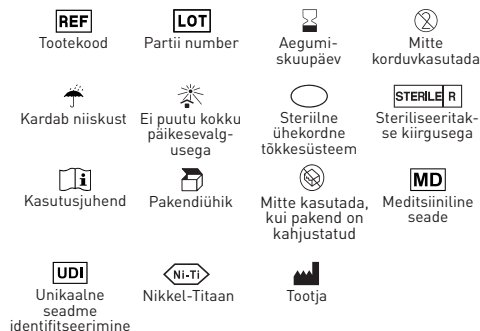 REF
Tootekood
LOT
Partii number
Aegumi-
skuupäev
2
Mitte
korduvkasutada
Kardab niiskust
Ei puutu kokku
päikesevalg-
usega
Steriilne
ühekordne
tõkkesüsteem
STERILE R
Steriliseeritak-
se kiirgusega
i
Kasutusjuhend
Pakendiühik
Mitte kasutada,
kui pakend on
kahjustatud
MD
Meditsiiniline
seade
UDI
Unikaalne
seadme
identifitseerimine
Ni-Ti
Nikkel-Titaan
Tootja